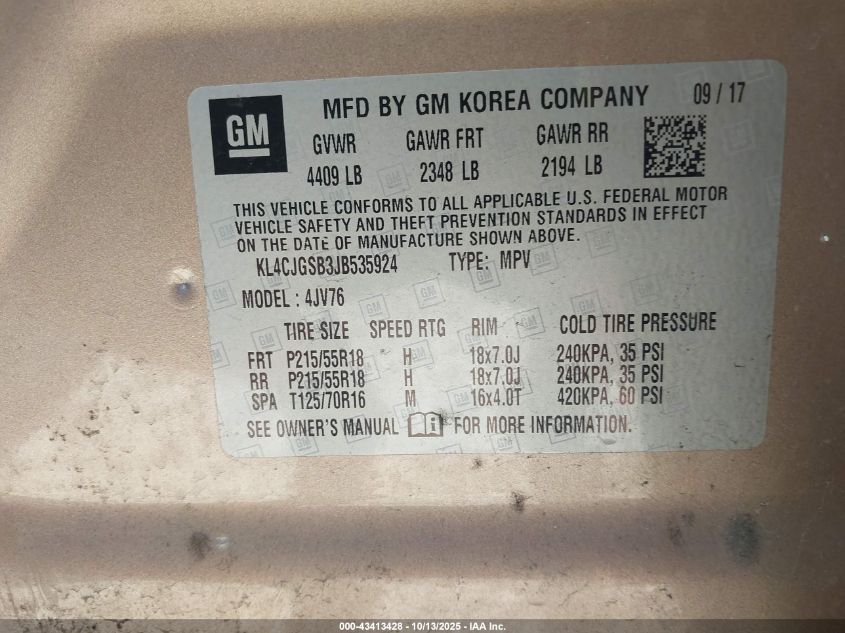 GM
MFD BY GM KOREA COMPANY 09 / 17
GVWR GAWR FRT GAWR RR
4409 LB 2348 LB 2194 LB
THIS VEHICLE CONFORMS TO ALL APPLICABLE U.S. FEDERAL MOTOR
VEHICLE SAFETY AND THEFT PREVENTION STANDARDS IN EFFECT
ON THE DATE OF MANUFACTURE SHOWN ABOVE.
KL4CJGSB3JB535924 TYPE: MPV
MODEL : 4JV76
TIRE SIZE SPEED RTG RIM COLD TIRE PRESSURE
FRT P215/55R18 H 18x7.0J 240KPA, 35 PSI
RR P215/55R18 H 18x7.0J 240KPA, 35 PSI
SPA T125/70R16 M 16x4.0T 420KPA, 60 PSI
SEE OWNER'S MANUAL FOR MORE INFORMATION.
000-43413428 - 10/13/2025 - IAA Inc.